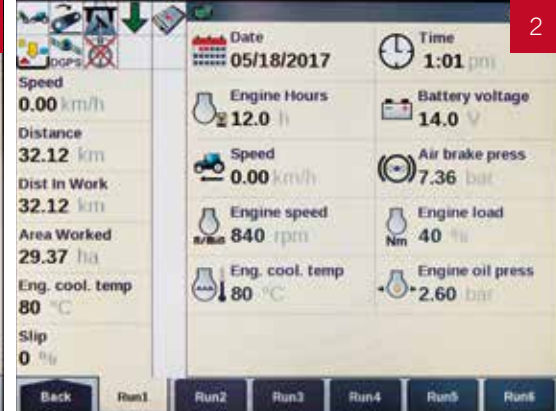 2
DGPS
Speed
0.00 km/h
Distance
32.12 km
Dist In Work
32.12 km
Area Worked
29.37 ha
Eng. cool. temp
80 °C
Slip
0 %
Date
05/18/2017
Time
1:01 pm
Engine Hours
12.0 h
Battery voltage
14.0 V
Speed
0.00 km/h
Air brake press
7.36 bar
Engine speed
840 rpm
Engine load
Nm 40 %
Eng. cool. temp
80 °C
Engine oil press
2.60 bar
Back Run1 Run2 Run3 Run4 Run5 Run6